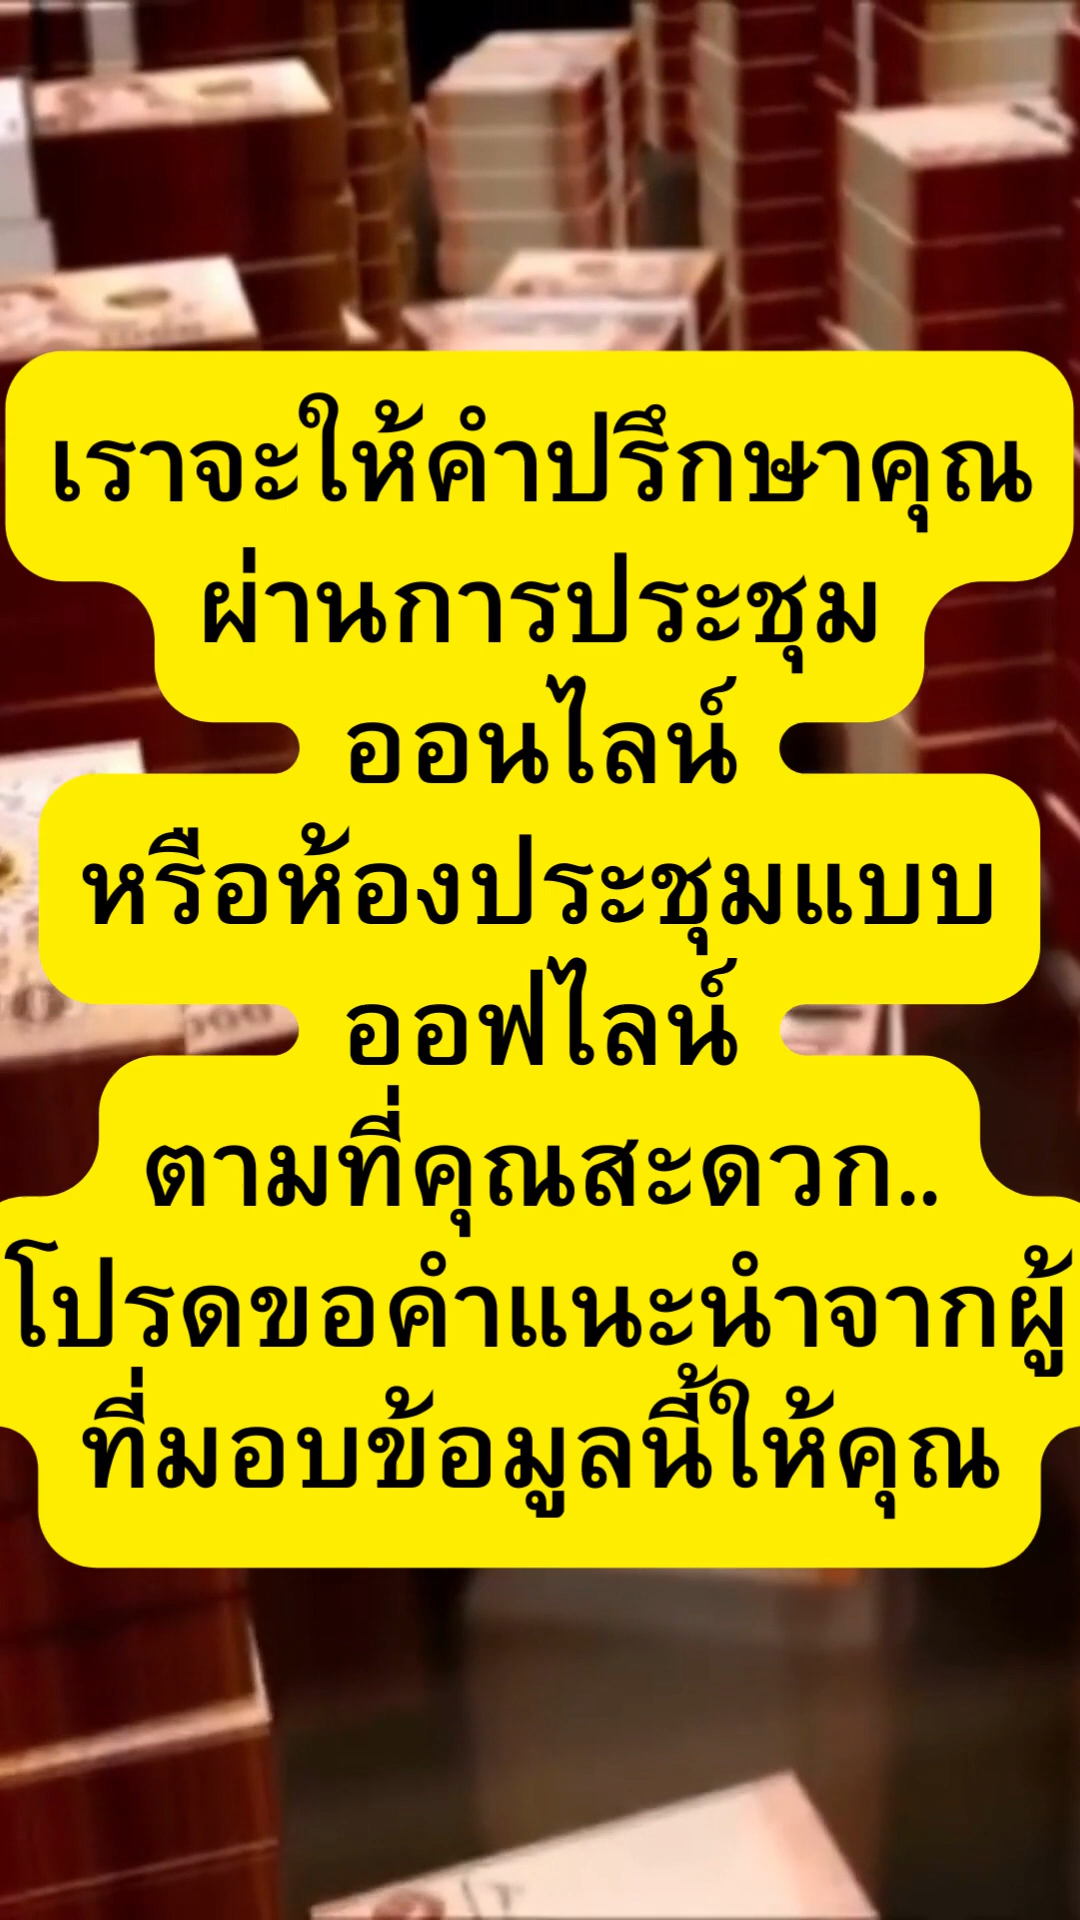 เราจะให้คำปรึกษาคุณ
ผ่านการประชุม
ออนไลน์
หรือห้องประชุมแบบ
ออฟไลน์
ตามที่คุณสะดวก..
โปรดขอคำแนะนำจากผู้
ที่มอบข้อมูลนี้ให้คุณ